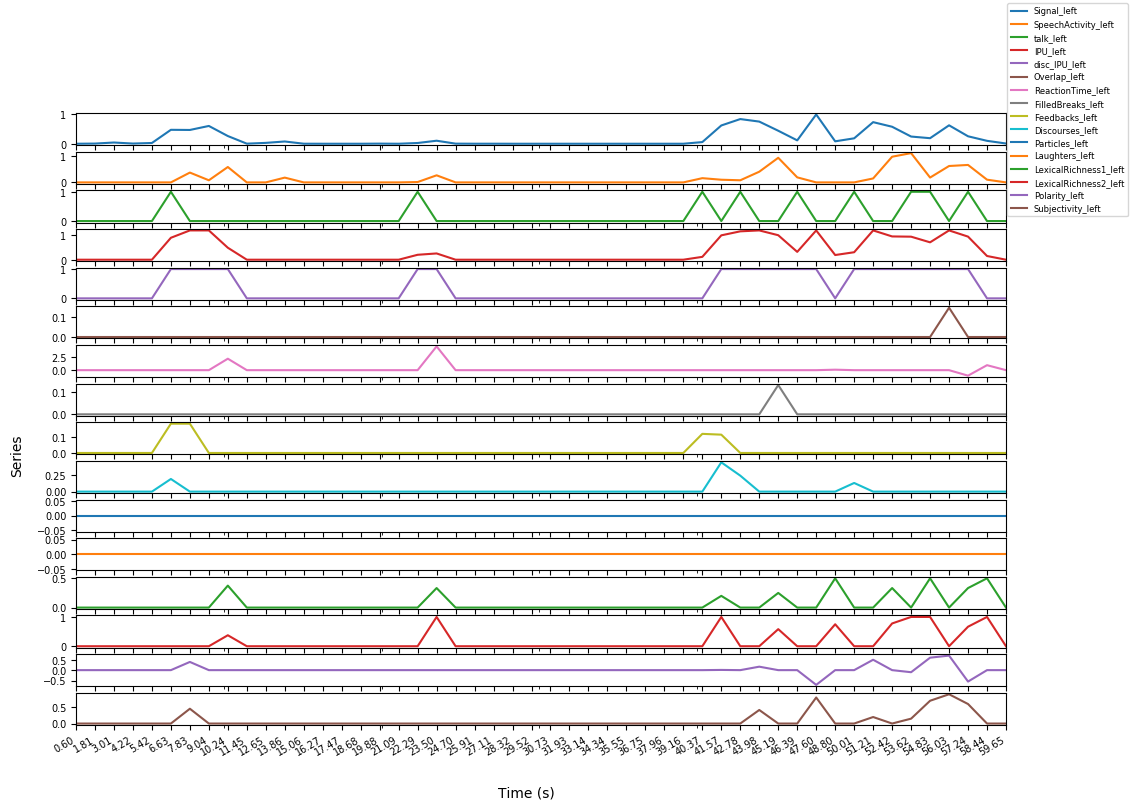 Signal_left
SpeechActivity_left
talk_left
IPU_left
disc_IPU_left
Overlap_left
ReactionTime_left
FilledBreaks_left
Feedbacks_left
Discourses_left
Particles_left
Laughters_left
LexicalRichness1_left
LexicalRichness2_left
Polarity_left
Subjectivity_left
1
0
1
0
1
0
1
0
1
0
0.1
0.0
2.5
0.0
0.1
0.0
0.1
0.0
0.25
0.00
0.05
0.00
−0.05
0.05
0.00
−0.05
0.5
0.0
1
0
0.5
0.0
−0.5
0.5
0.0
Series
0.60 1.81 3.01 4.22 5.42 6.63 7.83 9.04 10.24 11.45 12.65 13.86 15.06 16.27 17.47 18.68 19.88 21.09 22.29 23.50 24.70 25.91 27.11 28.32 29.52 30.73 31.93 33.14 34.34 35.55 36.75 37.96 39.16 40.37 41.57 42.78 43.98 45.19 46.39 47.60 48.80 50.01 51.21 52.42 53.62 54.83 56.03 57.24 58.44 59.65
Time (s)